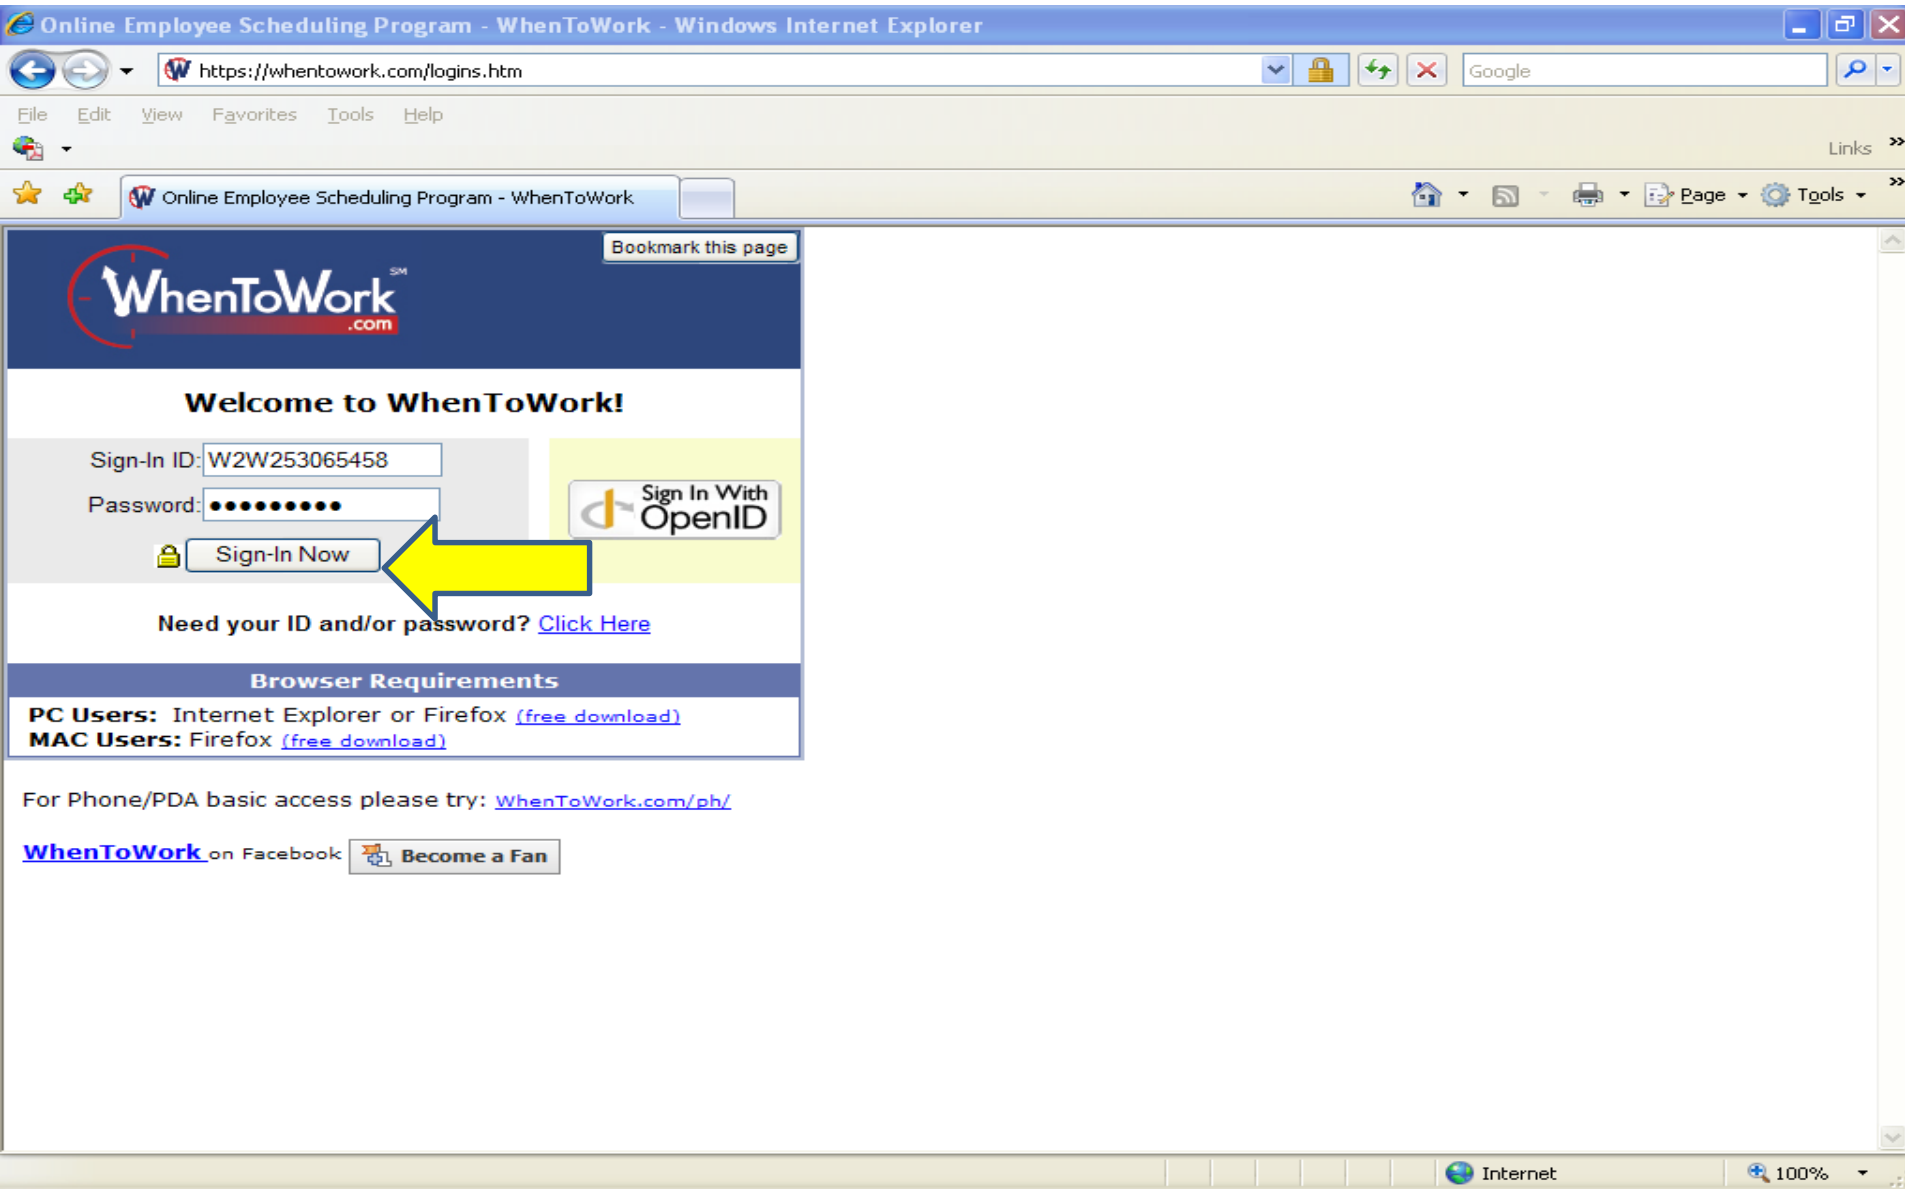 Online Employee Scheduling Program - WhenToWork - Windows Internet Explorer
https://whentowork.com/logins.htm
Google
File Edit View Favorites Tools Help
Links »
Online Employee Scheduling Program - WhenToWork
Page Tools »
Bookmark this page
WhenToWork SM
.com
Welcome to WhenToWork!
Sign-In ID: W2W253065458
Password: ●●●●●●●●●
Sign In With
OpenID
Sign-In Now
Need your ID and/or password? Click Here
Browser Requirements
PC Users: Internet Explorer or Firefox (free download)
MAC Users: Firefox (free download)
For Phone/PDA basic access please try: WhenToWork.com/ph/
WhenToWork on Facebook Become a Fan
Internet 100%